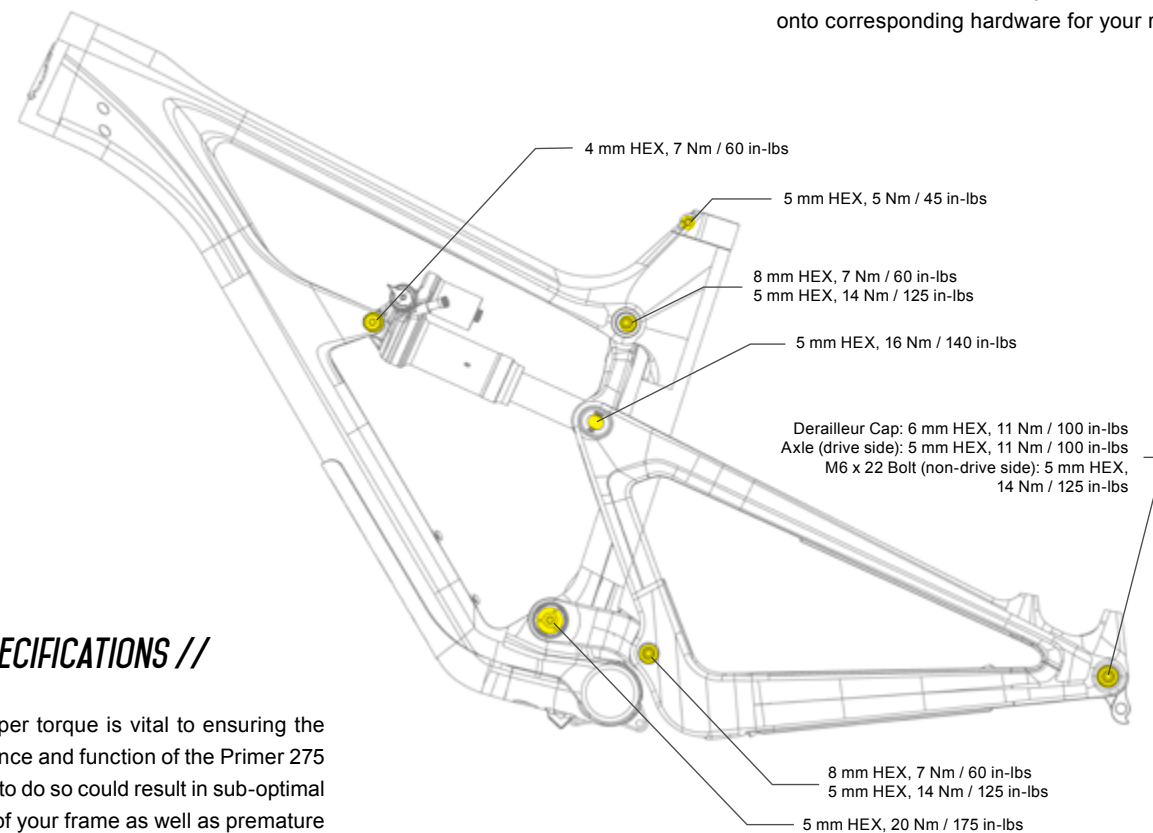 onto corresponding hardware for your
4 mm HEX, 7 Nm / 60 in-lbs
5 mm HEX, 5 Nm / 45 in-lbs
8 mm HEX, 7 Nm / 60 in-lbs
5 mm HEX, 14 Nm / 125 in-lbs
5 mm HEX, 16 Nm / 140 in-lbs
Derailleur Cap: 6 mm HEX, 11 Nm / 100 in-lbs
Axle (drive side): 5 mm HEX, 11 Nm / 100 in-lbs
M6 x 22 Bolt (non-drive side): 5 mm HEX,
14 Nm / 125 in-lbs
ECIFICATIONS //
per torque is vital to ensuring the
nce and function of the Primer 275
to do so could result in sub-optimal
of your frame as well as premature
8 mm HEX, 7 Nm / 60 in-lbs
5 mm HEX, 14 Nm / 125 in-lbs
5 mm HEX, 20 Nm / 175 in-lbs